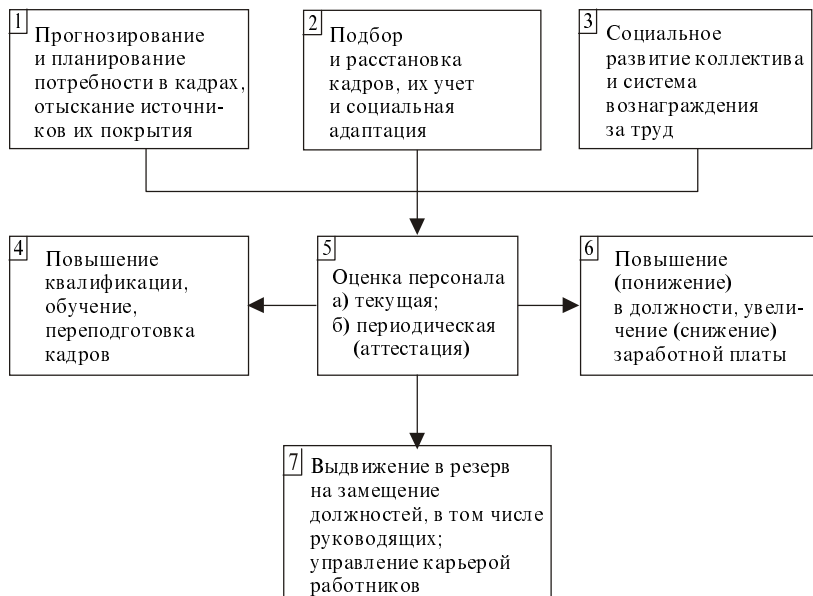 1
Прогнозирование
и планирование
потребности в кадрах,
отыскание источни-
ков их покрытия
2
Подбор
и расстановка
кадров, их учет
и социальная
адаптация
3
Социальное
развитие коллектива
и система
вознаграждения
за труд
4
Повышение
квалификации,
обучение,
переподготовка
кадров
5
Оценка персонала
а) текущая;
б) периодическая
(аттестация)
6
Повышение
(понижение)
в должности, увели-
чение (снижение)
заработной платы
7
Выдвижение в резерв
на замещение
должностей, в том числе
руководящих;
управление карьерой
работников